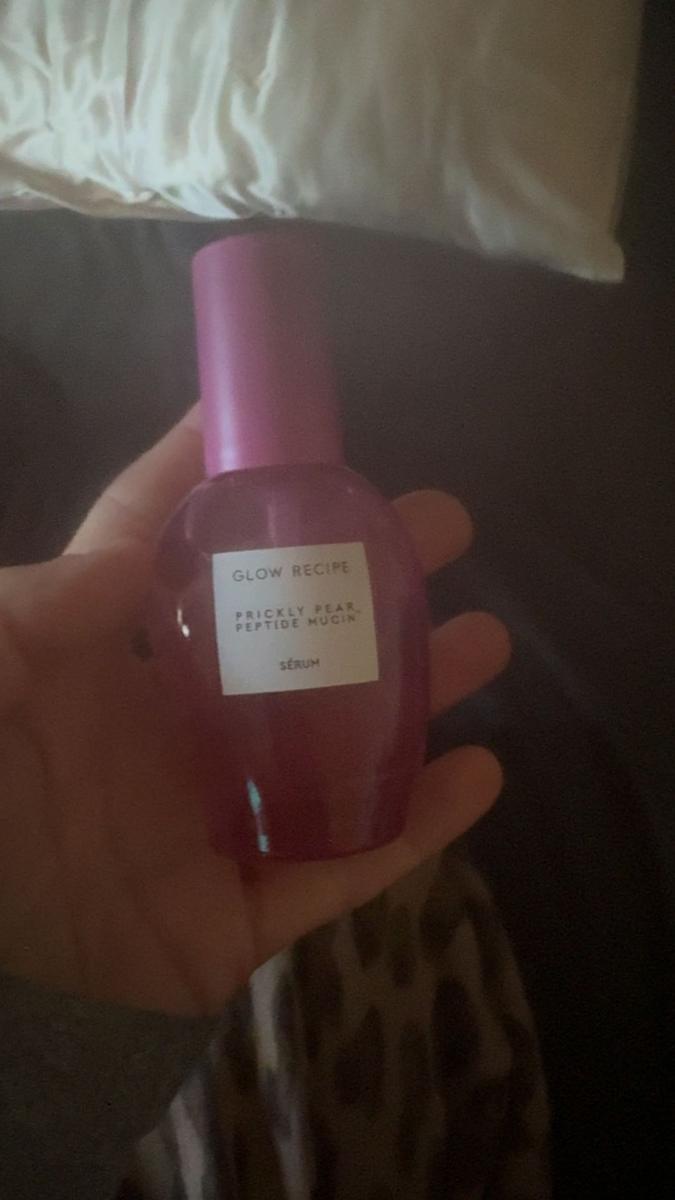 GLOW RECIPE
PRICKLY PEAR
PEPTIDE MUCIN
SÉRUM